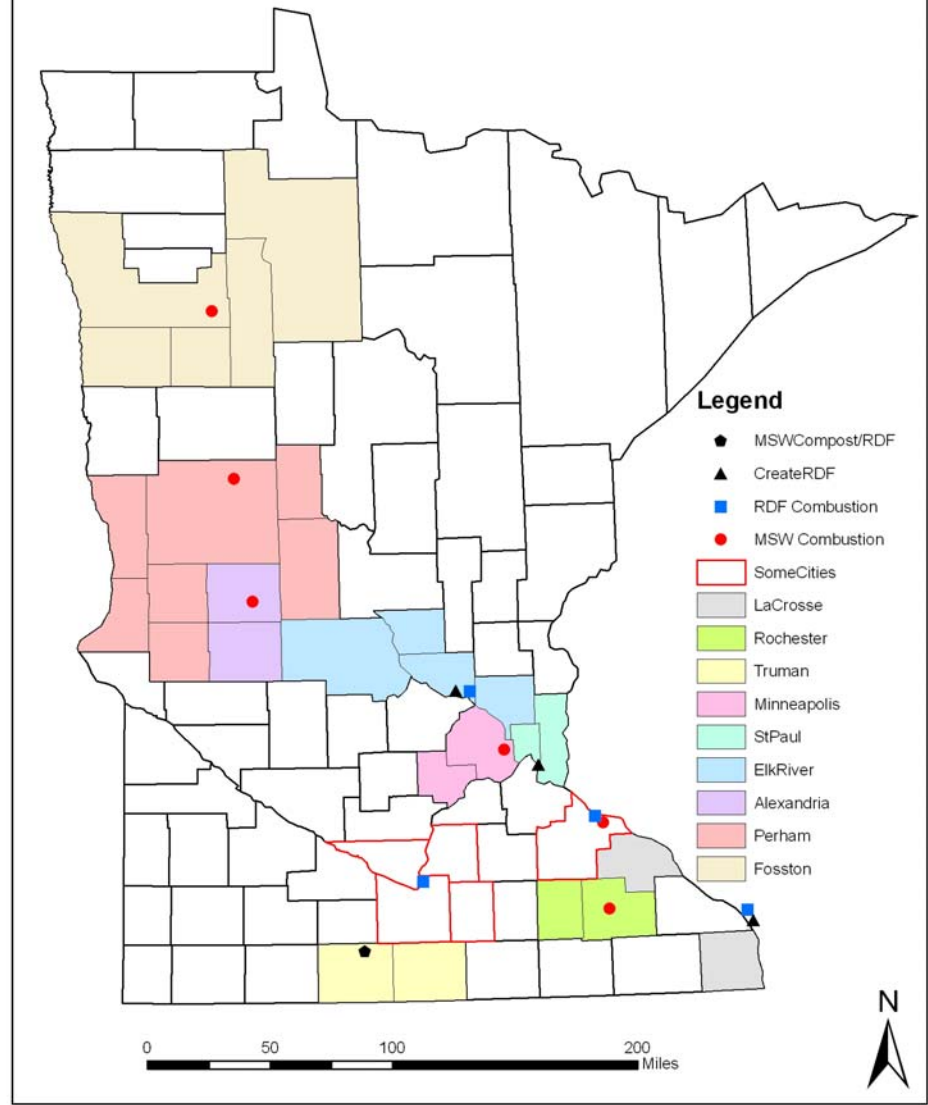 Legend
MSWCompost/RDF
CreateRDF
RDF Combustion
MSW Combustion
SomeCities
LaCrosse
Rochester
Truman
Minneapolis
StPaul
ElkRiver
Alexandria
Perham
Fosston
N
0 50 100 200
Miles